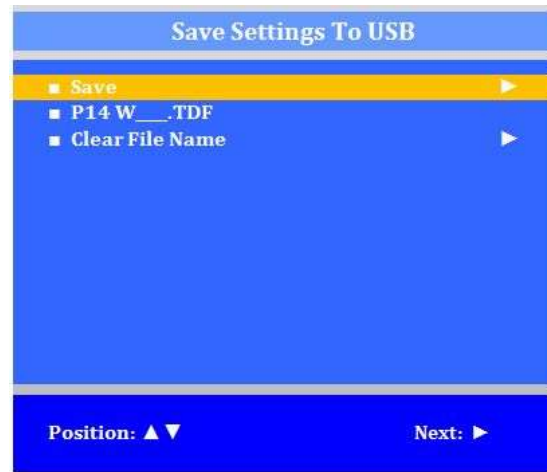 Save Settings To USB
■ Save ►
■ P14 W___.TDF
■ Clear File Name ►
Position: ▲ ▼ Next: ►